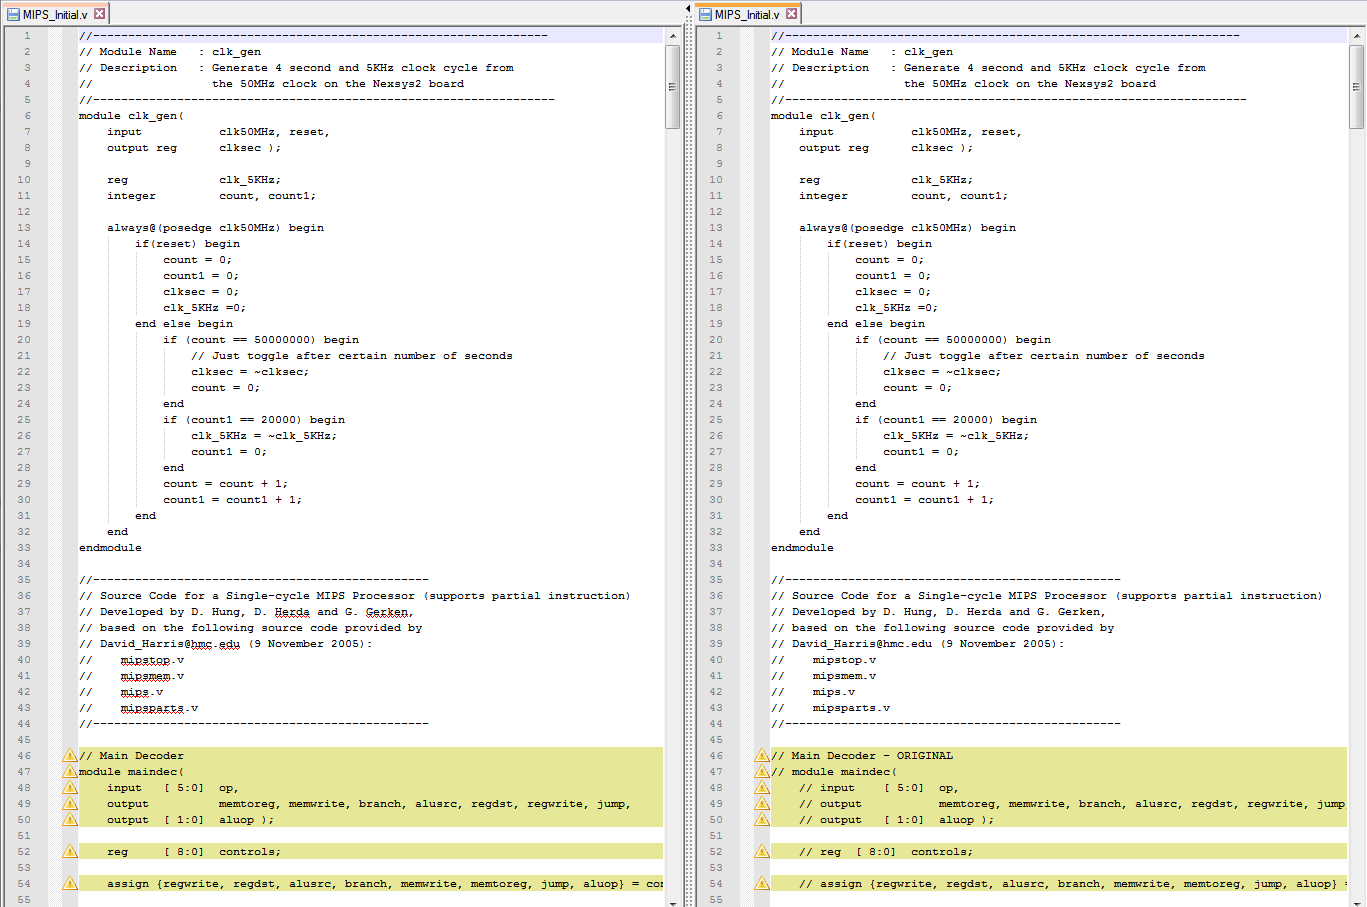 MIPS_Initial.v
1 //-----------------------------------------------------------------
2 // Module Name   : clk_gen
3 // Description   : Generate 4 second and 5KHz clock cycle from
4 //                 the 50MHz clock on the Nexsys2 board
5 //------------------------------------------------------------------
6 module clk_gen(
7     input           clk50MHz, reset,
8     output reg      clksec );
9
10     reg             clk_5KHz;
11     integer         count, count1;
12
13     always@(posedge clk50MHz) begin
14         if(reset) begin
15             count = 0;
16             count1 = 0;
17             clksec = 0;
18             clk_5KHz =0;
19         end else begin
20             if (count == 50000000) begin
21                 // Just toggle after certain number of seconds
22                 clksec = ~clksec;
23                 count = 0;
24             end
25             if (count1 == 20000) begin
26                 clk_5KHz = ~clk_5KHz;
27                 count1 = 0;
28             end
29             count = count + 1;
30             count1 = count1 + 1;
31         end
32     end
33 endmodule
34
35 //------------------------------------------------
36 // Source Code for a Single-cycle MIPS Processor (supports partial instruction)
37 // Developed by D. Hung, D. Herda and G. Gerken,
38 // based on the following source code provided by
39 // David_Harris@hmc.edu (9 November 2005):
40 //    mipstop.v
41 //    mipsmem.v
42 //    mips.v
43 //    mipsparts.v
44 //------------------------------------------------
45
46 // Main Decoder
47 module maindec(
48     input   [ 5:0]  op,
49     output          memtoreg, memwrite, branch, alusrc, regdst, regwrite, jump,
50     output  [ 1:0]  aluop );
51
52     reg     [ 8:0]  controls;
53
54     assign {regwrite, regdst, alusrc, branch, memwrite, memtoreg, jump, aluop} = co
55
MIPS_Initial.v
1 //-----------------------------------------------------------------
2 // Module Name   : clk_gen
3 // Description   : Generate 4 second and 5KHz clock cycle from
4 //                 the 50MHz clock on the Nexsys2 board
5 //------------------------------------------------------------------
6 module clk_gen(
7     input           clk50MHz, reset,
8     output reg      clksec );
9
10     reg             clk_5KHz;
11     integer         count, count1;
12
13     always@(posedge clk50MHz) begin
14         if(reset) begin
15             count = 0;
16             count1 = 0;
17             clksec = 0;
18             clk_5KHz =0;
19         end else begin
20             if (count == 50000000) begin
21                 // Just toggle after certain number of seconds
22                 clksec = ~clksec;
23                 count = 0;
24             end
25             if (count1 == 20000) begin
26                 clk_5KHz = ~clk_5KHz;
27                 count1 = 0;
28             end
29             count = count + 1;
30             count1 = count1 + 1;
31         end
32     end
33 endmodule
34
35 //------------------------------------------------
36 // Source Code for a Single-cycle MIPS Processor (supports partial instruction)
37 // Developed by D. Hung, D. Herda and G. Gerken,
38 // based on the following source code provided by
39 // David_Harris@hmc.edu (9 November 2005):
40 //    mipstop.v
41 //    mipsmem.v
42 //    mips.v
43 //    mipsparts.v
44 //------------------------------------------------
45
46 // Main Decoder - ORIGINAL
47 // module maindec(
48     // input    [ 5:0]  op,
49     // output           memtoreg, memwrite, branch, alusrc, regdst, regwrite, jump
50     // output   [ 1:0]  aluop );
51
52     // reg  [ 8:0]  controls;
53
54     // assign {regwrite, regdst, alusrc, branch, memwrite, memtoreg, jump, aluop} =
55